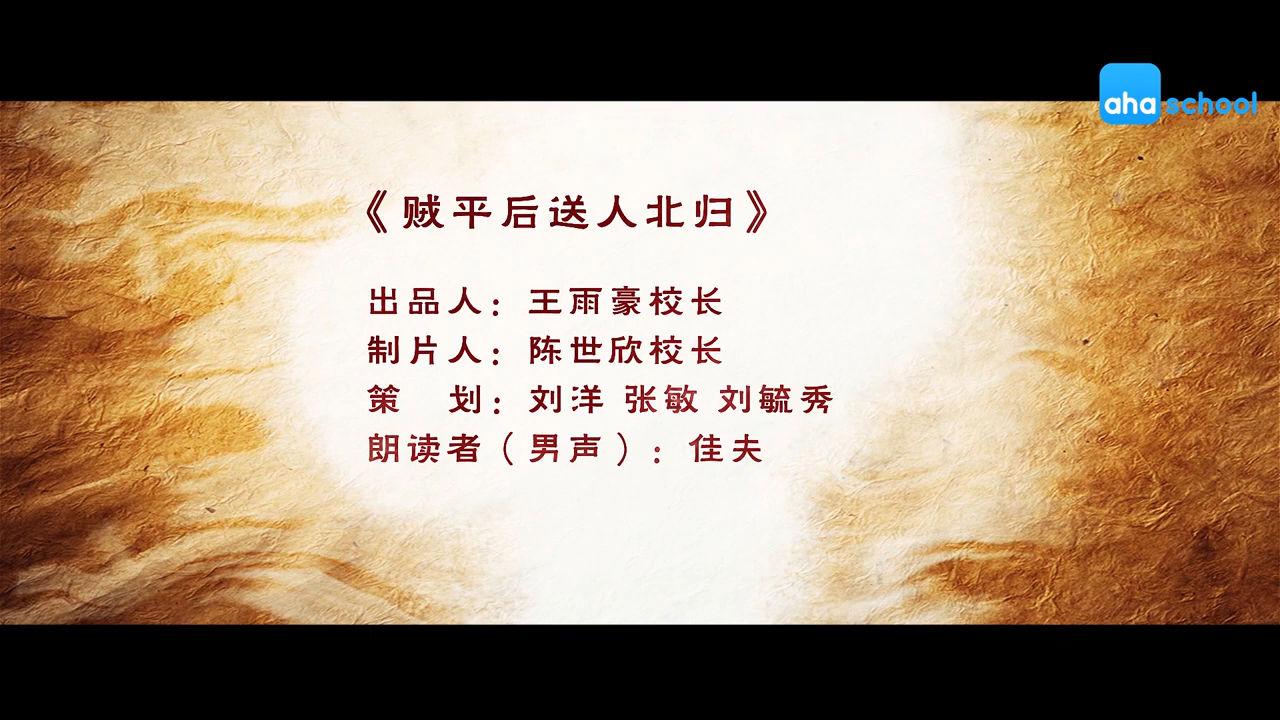 aha school
《贼平后送人北归》
出品人：王雨豪校长
制片人：陈世欣校长
策　划：刘洋 张敏 刘毓秀
朗读者（男声）：佳夫